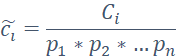 c̃ᵢ = Cᵢ / (p₁ * p₂ * … pₙ)